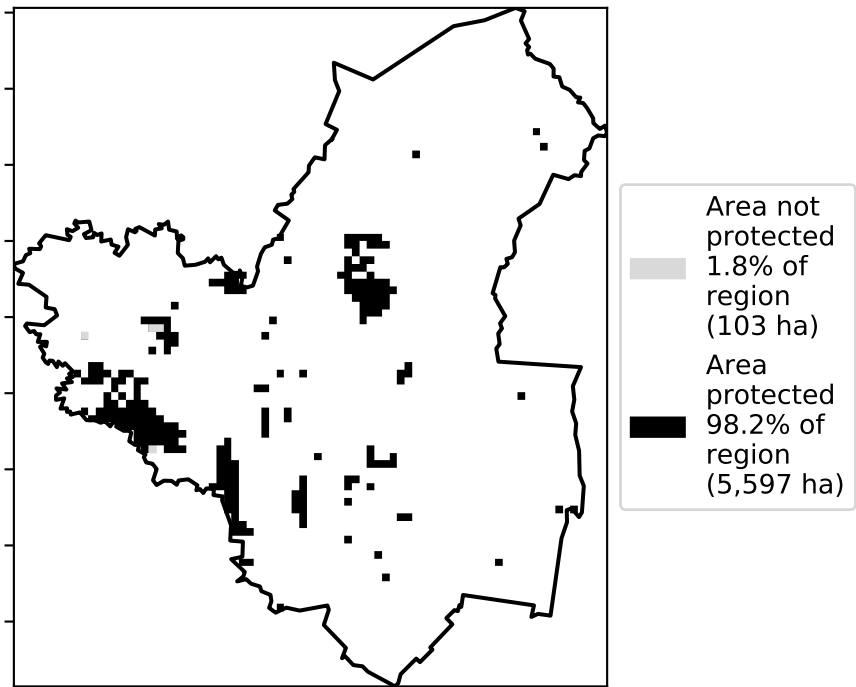 Area not
protected
1.8% of
region
(103 ha)
Area
protected
98.2% of
region
(5,597 ha)